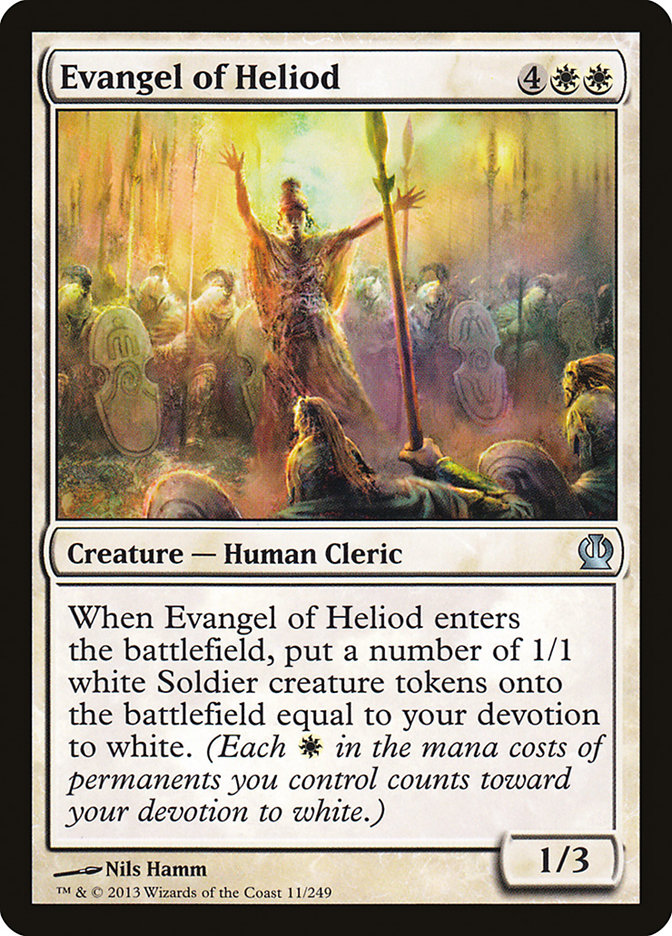 Evangel of Heliod 4
Creature — Human Cleric
When Evangel of Heliod enters
the battlefield, put a number of 1/1
white Soldier creature tokens onto
the battlefield equal to your devotion
to white. (Each in the mana costs of
permanents you control counts toward
your devotion to white.)
1/3
Nils Hamm
™ & © 2013 Wizards of the Coast 11/249